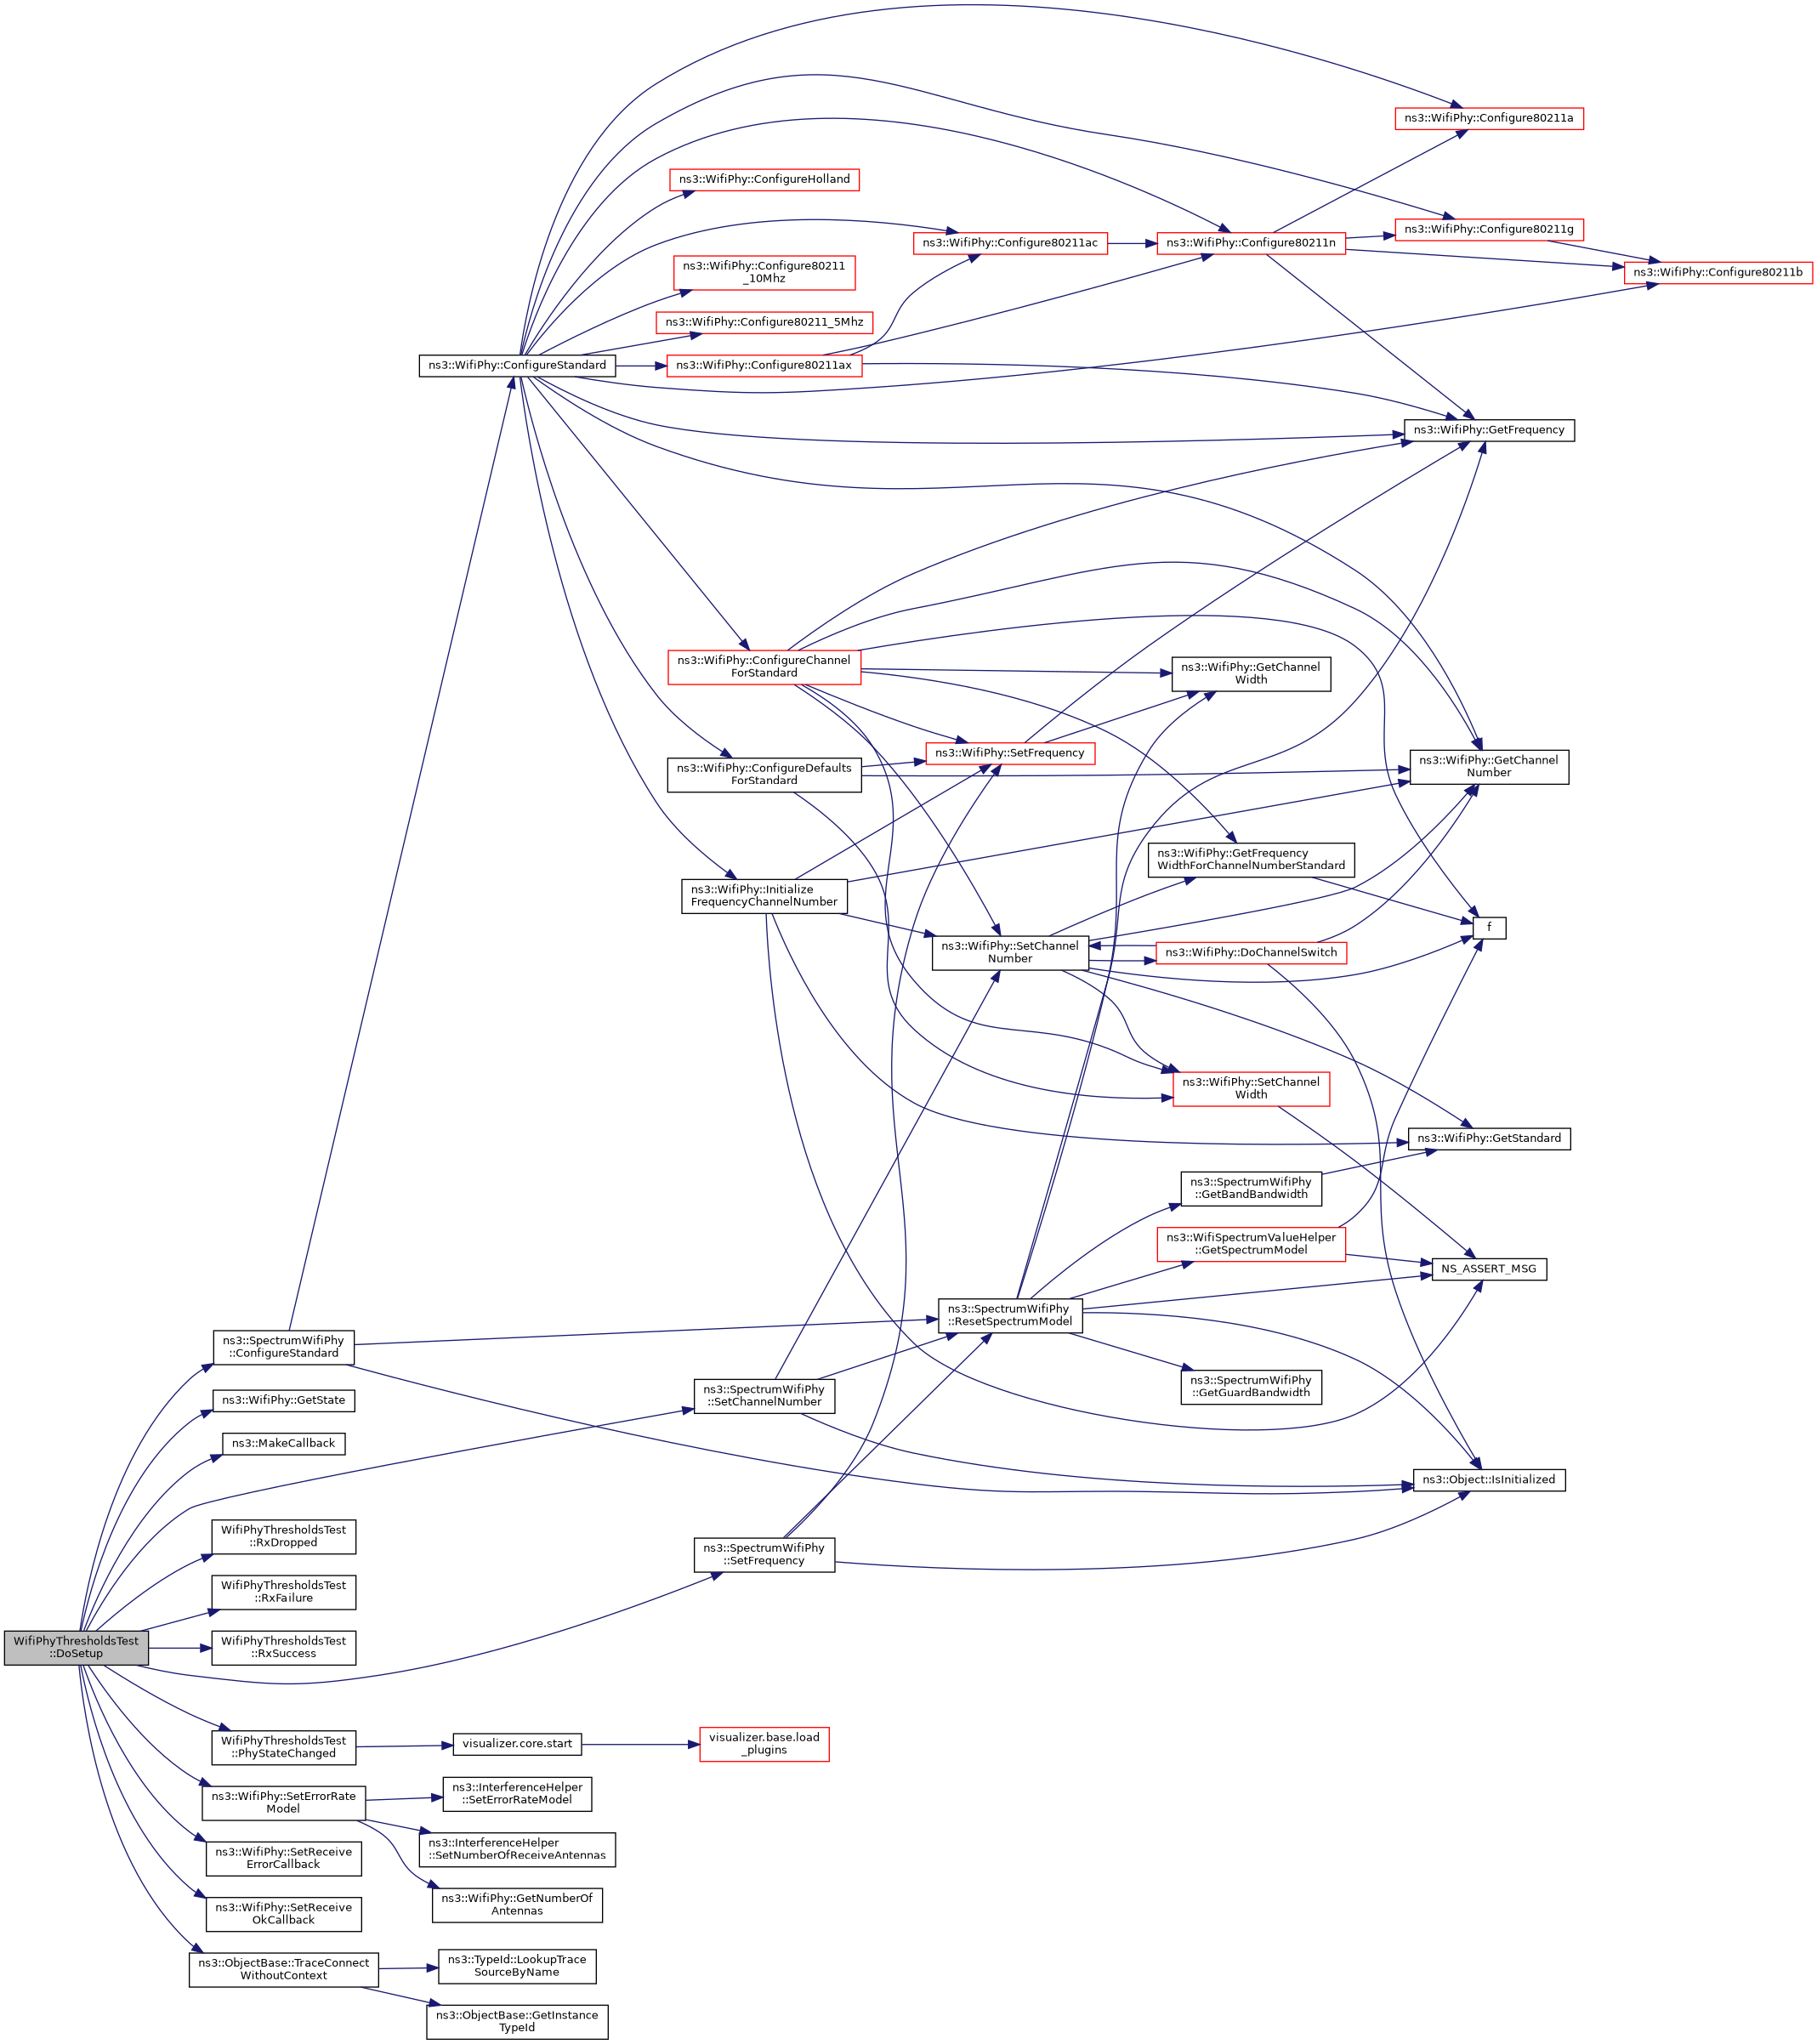 ns3::WifiPhy::Configure80211a
ns3::WifiPhy::ConfigureHolland
ns3::WifiPhy::Configure80211g
ns3::WifiPhy::Configure80211ac
ns3::WifiPhy::Configure80211n
ns3::WifiPhy::Configure80211
_10Mhz
ns3::WifiPhy::Configure80211b
ns3::WifiPhy::Configure80211_5Mhz
ns3::WifiPhy::ConfigureStandard
ns3::WifiPhy::Configure80211ax
ns3::WifiPhy::GetFrequency
ns3::WifiPhy::ConfigureChannel
ForStandard
ns3::WifiPhy::GetChannel
Width
ns3::WifiPhy::SetFrequency
ns3::WifiPhy::ConfigureDefaults
ForStandard
ns3::WifiPhy::GetChannel
Number
ns3::WifiPhy::GetFrequency
WidthForChannelNumberStandard
ns3::WifiPhy::Initialize
FrequencyChannelNumber
f
ns3::WifiPhy::SetChannel
Number
ns3::WifiPhy::DoChannelSwitch
ns3::WifiPhy::SetChannel
Width
ns3::WifiPhy::GetStandard
ns3::SpectrumWifiPhy
::GetBandBandwidth
ns3::WifiSpectrumValueHelper
::GetSpectrumModel
NS_ASSERT_MSG
ns3::SpectrumWifiPhy
::ResetSpectrumModel
ns3::SpectrumWifiPhy
::ConfigureStandard
ns3::SpectrumWifiPhy
::GetGuardBandwidth
ns3::WifiPhy::GetState
ns3::SpectrumWifiPhy
::SetChannelNumber
ns3::MakeCallback
ns3::Object::IsInitialized
WifiPhyThresholdsTest
::RxDropped
ns3::SpectrumWifiPhy
::SetFrequency
WifiPhyThresholdsTest
::RxFailure
WifiPhyThresholdsTest
::DoSetup
WifiPhyThresholdsTest
::RxSuccess
WifiPhyThresholdsTest
::PhyStateChanged
visualizer.core.start
visualizer.base.load
_plugins
ns3::WifiPhy::SetErrorRate
Model
ns3::InterferenceHelper
::SetErrorRateModel
ns3::InterferenceHelper
::SetNumberOfReceiveAntennas
ns3::WifiPhy::SetReceive
ErrorCallback
ns3::WifiPhy::GetNumberOf
Antennas
ns3::WifiPhy::SetReceive
OkCallback
ns3::ObjectBase::TraceConnect
WithoutContext
ns3::TypeId::LookupTrace
SourceByName
ns3::ObjectBase::GetInstance
TypeId